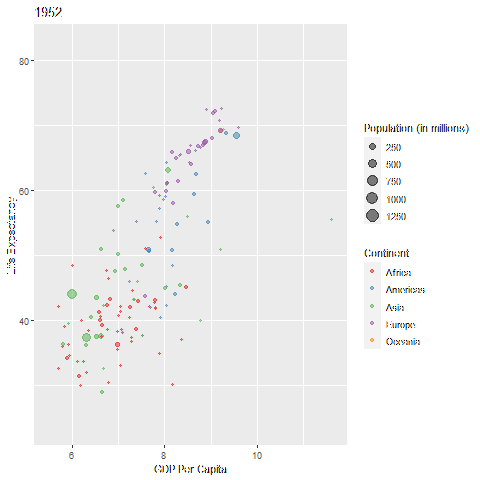 1952
80
60
40
6
8
10
GDP Per Capita
Life Expectancy
Population (in millions)
250
500
750
1000
1250
Continent
Africa
Americas
Asia
Europe
Oceania